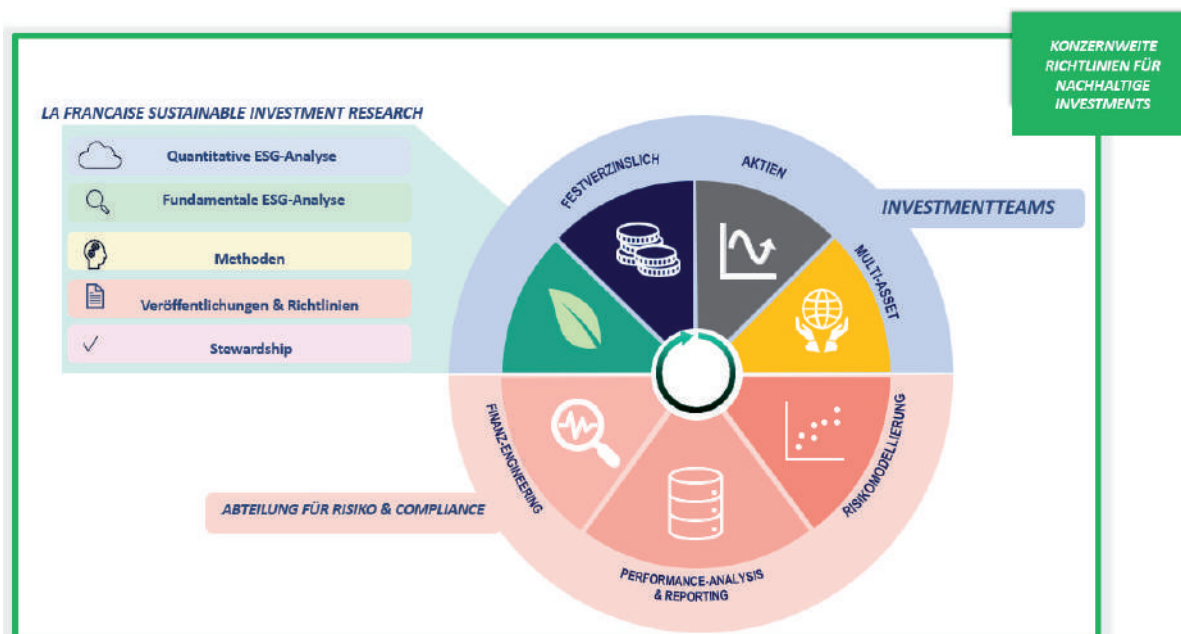 KONZERNWEITE
RICHTLINIEN FÜR
NACHHALTIGE
INVESTMENTS
LA FRANCAISE SUSTAINABLE INVESTMENT RESEARCH
Quantitative ESG-Analyse
Fundamentale ESG-Analyse
Methoden
Veröffentlichungen & Richtlinien
Stewardship
FESTVERZINSLICH
AKTIEN
MULTI-ASSET
INVESTMENTTEAMS
FINANZ-ENGINEERING
PERFORMANCE-ANALYSIS
& REPORTING
RISIKOMODELLIERUNG
ABTEILUNG FÜR RISIKO & COMPLIANCE